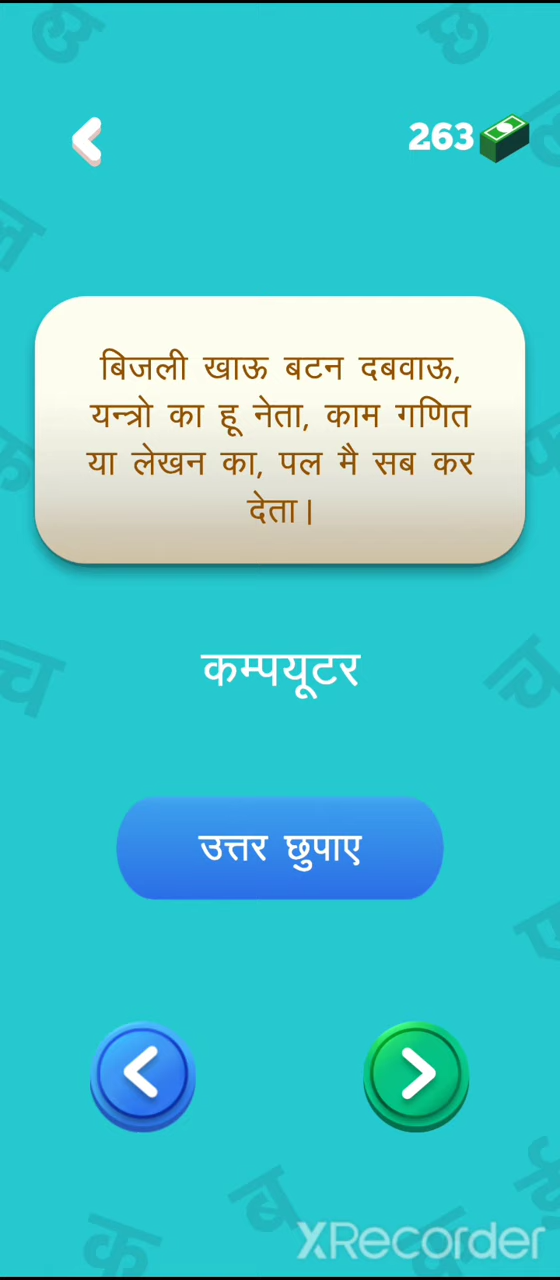 263
बिजली खाऊ बटन दबवाऊ,
यन्त्रो का हू नेता, काम गणित
या लेखन का, पल मै सब कर
देता।
कम्पयूटर
उत्तर छुपाए
XRecorder